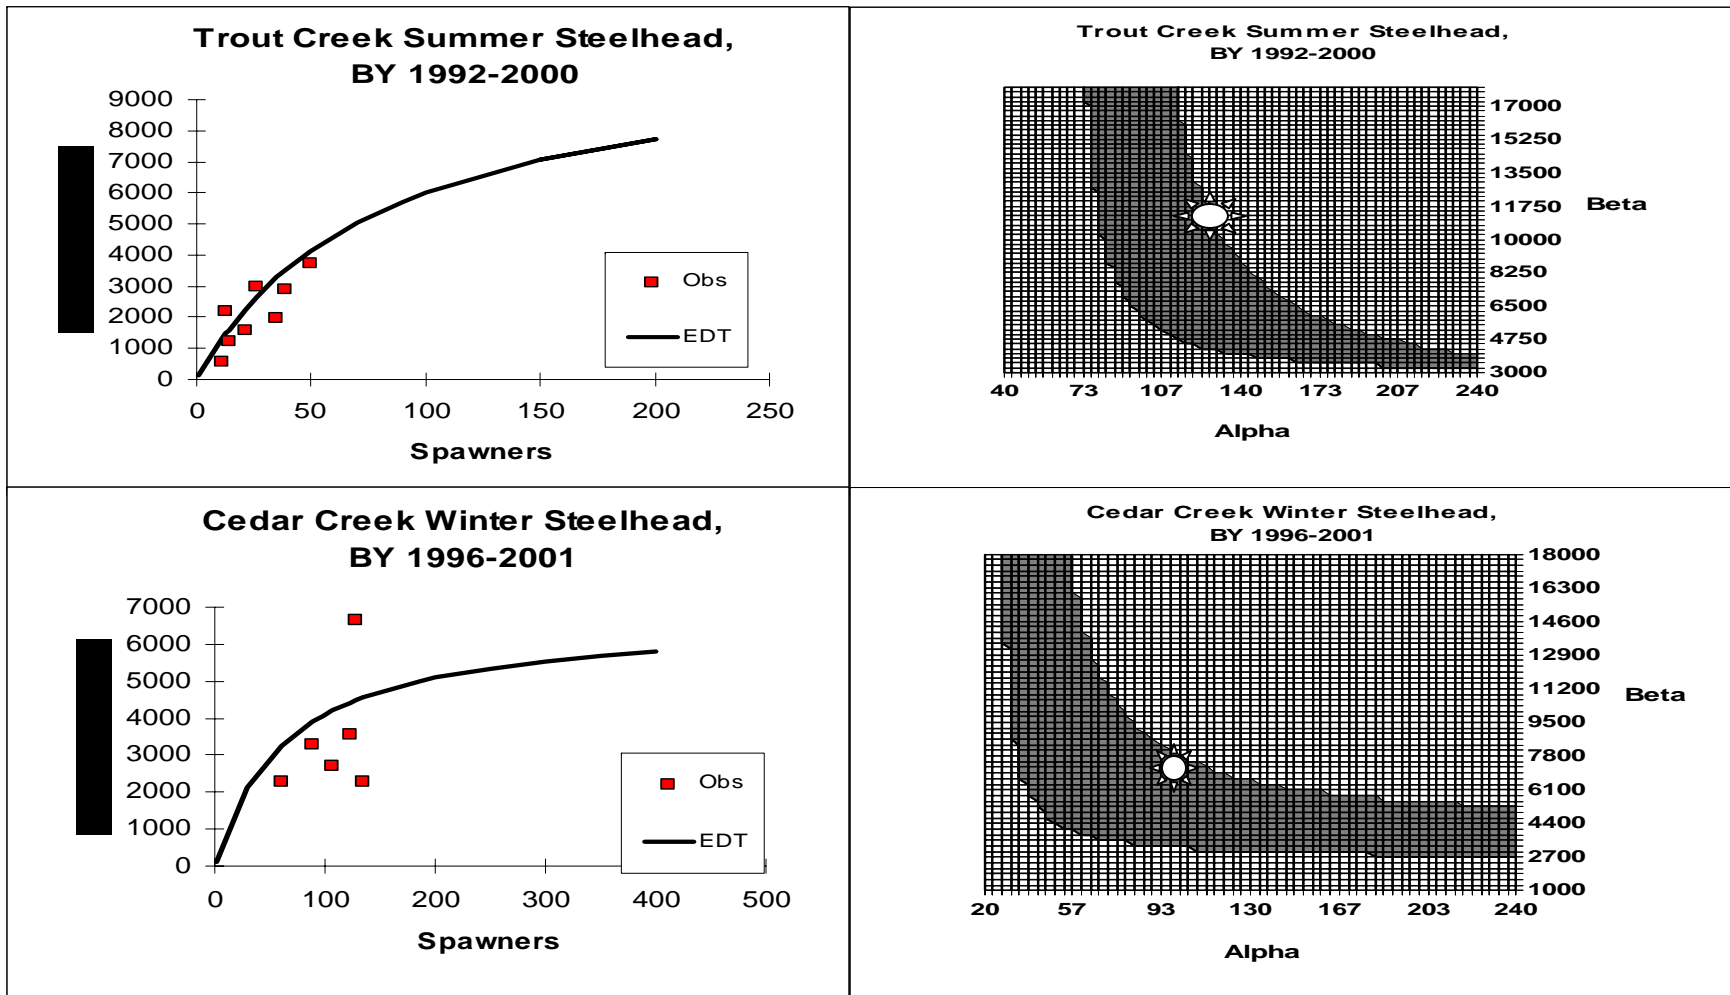 Trout Creek Summer Steelhead,
BY 1992-2000
9000
8000
7000
6000
5000
4000
3000
2000
1000
0
0 50 100 150 200 250
Spawners
Obs
EDT
Trout Creek Summer Steelhead,
BY 1992-2000
17000
15250
13500
11750
10000
8250
6500
4750
3000
Beta
40 73 107 140 173 207 240
Alpha
Cedar Creek Winter Steelhead,
BY 1996-2001
7000
6000
5000
4000
3000
2000
1000
0
0 100 200 300 400 500
Spawners
Obs
EDT
Cedar Creek Winter Steelhead,
BY 1996-2001
18000
16300
14600
12900
11200
9500
7800
6100
4400
2700
1000
Beta
20 57 93 130 167 203 240
Alpha